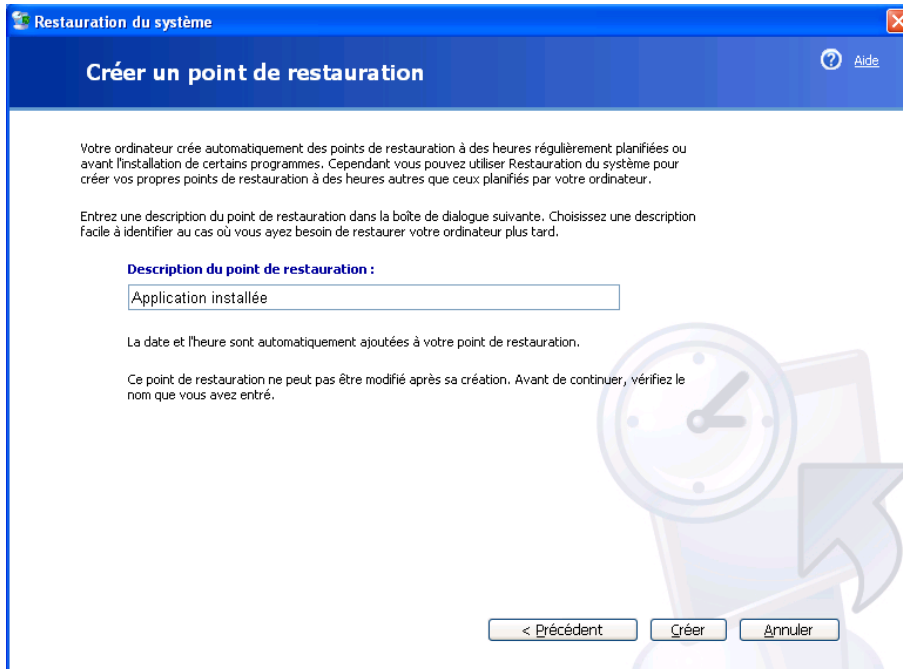 Restauration du système
Créer un point de restauration
Aide
Votre ordinateur crée automatiquement des points de restauration à des heures régulièrement planifiées ou
avant l'installation de certains programmes. Cependant vous pouvez utiliser Restauration du système pour
créer vos propres points de restauration à des heures autres que ceux planifiés par votre ordinateur.
Entrez une description du point de restauration dans la boîte de dialogue suivante. Choisissez une description
facile à identifier au cas où vous ayez besoin de restaurer votre ordinateur plus tard.
Description du point de restauration :
Application installée
La date et l'heure sont automatiquement ajoutées à votre point de restauration.
Ce point de restauration ne peut pas être modifié après sa création. Avant de continuer, vérifiez le
nom que vous avez entré.
< Précédent
Créer
Annuler